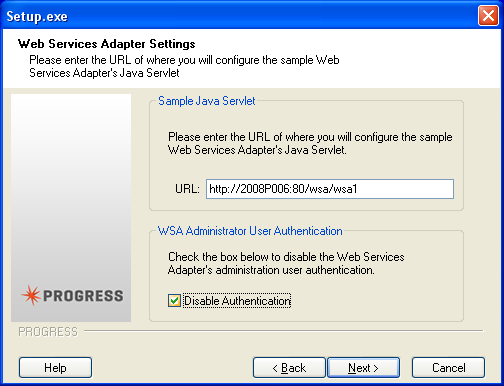 Setup.exe
Web Services Adapter Settings
Please enter the URL of where you will configure the sample Web
Services Adapter's Java Servlet
Sample Java Servlet
Please enter the URL of where you will configure the sample
Web Services Adapter's Java Servlet.
URL: http://2008P006:80/wsa/wsa1
WSA Administrator User Authentication
Check the box below to disable the Web Services
Adapter's administration user authentication.
Disable Authentication
PROGRESS
PROGRESS
Help < Back Next > Cancel